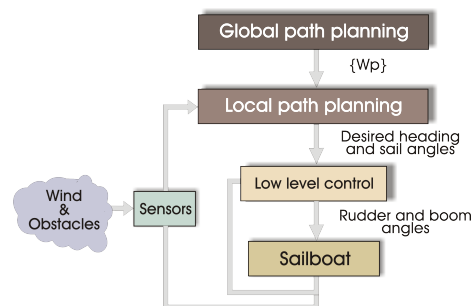 Global path planning
{Wp}
Local path planning
Desired heading
and sail angles
Low level control
Wind
&
Obstacles
Sensors
Rudder and boom
angles
Sailboat